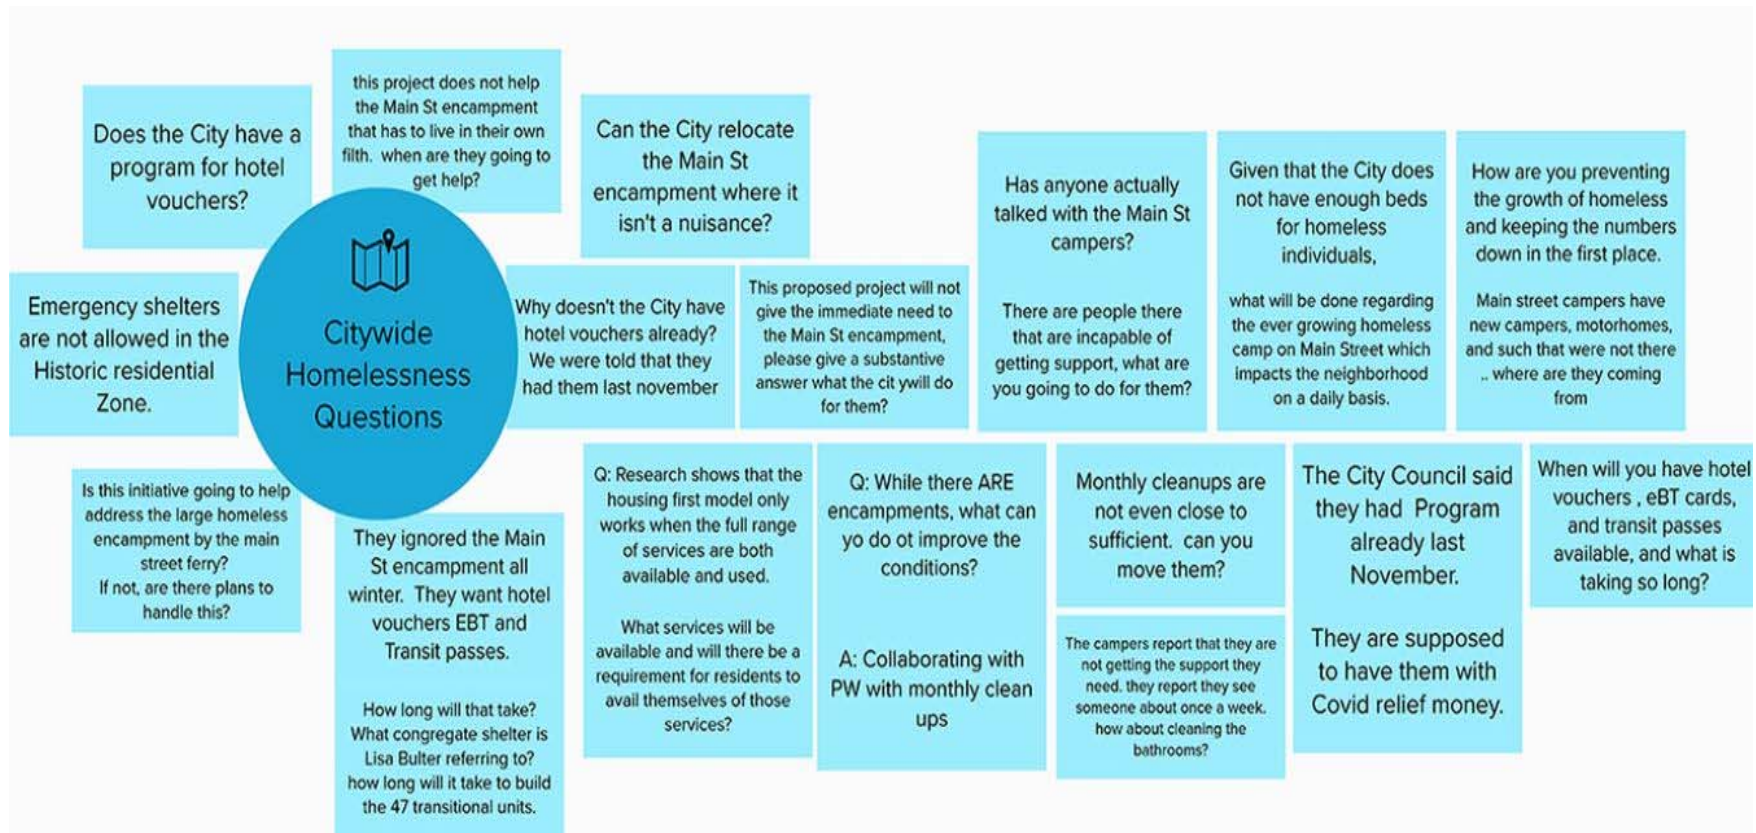 Does the City have a
program for hotel
vouchers?
this project does not help
the Main St encampment
that has to live in their own
filth. when are they going to
get help?
Can the City relocate
the Main St
encampment where it
isn't a nuisance?
Has anyone actually
talked with the Main St
campers?
There are people there
that are incapable of
getting support, what are
you going to do for them?
Given that the City does
not have enough beds
for homeless
individuals,
what will be done regarding
the ever growing homeless
camp on Main Street which
impacts the neighborhood
on a daily basis.
How are you preventing
the growth of homeless
and keeping the numbers
down in the first place.
Main street campers have
new campers, motorhomes,
and such that were not there
.. where are they coming
from
Emergency shelters
are not allowed in the
Historic residential
Zone.
Citywide
Homelessness
Questions
Why doesn't the City have
hotel vouchers already?
We were told that they
had them last november
This proposed project will not
give the immediate need to
the Main St encampment,
please give a substantive
answer what the cit ywill do
for them?
Is this initiative going to help
address the large homeless
encampment by the main
street ferry?
If not, are there plans to
handle this?
They ignored the Main
St encampment all
winter. They want hotel
vouchers EBT and
Transit passes.
How long will that take?
What congregate shelter is
Lisa Bulter referring to?
how long will it take to build
the 47 transitional units.
Q: Research shows that the
housing first model only
works when the full range
of services are both
available and used.
What services will be
available and will there be a
requirement for residents to
avail themselves of those
services?
Q: While there ARE
encampments, what can
yo do ot improve the
conditions?
A: Collaborating with
PW with monthly clean
ups
Monthly cleanups are
not even close to
sufficient. can you
move them?
The campers report that they are
not getting the support they
need. they report they see
someone about once a week.
how about cleaning the
bathrooms?
The City Council said
they had Program
already last
November.
They are supposed
to have them with
Covid relief money.
When will you have hotel
vouchers , eBT cards,
and transit passes
available, and what is
taking so long?